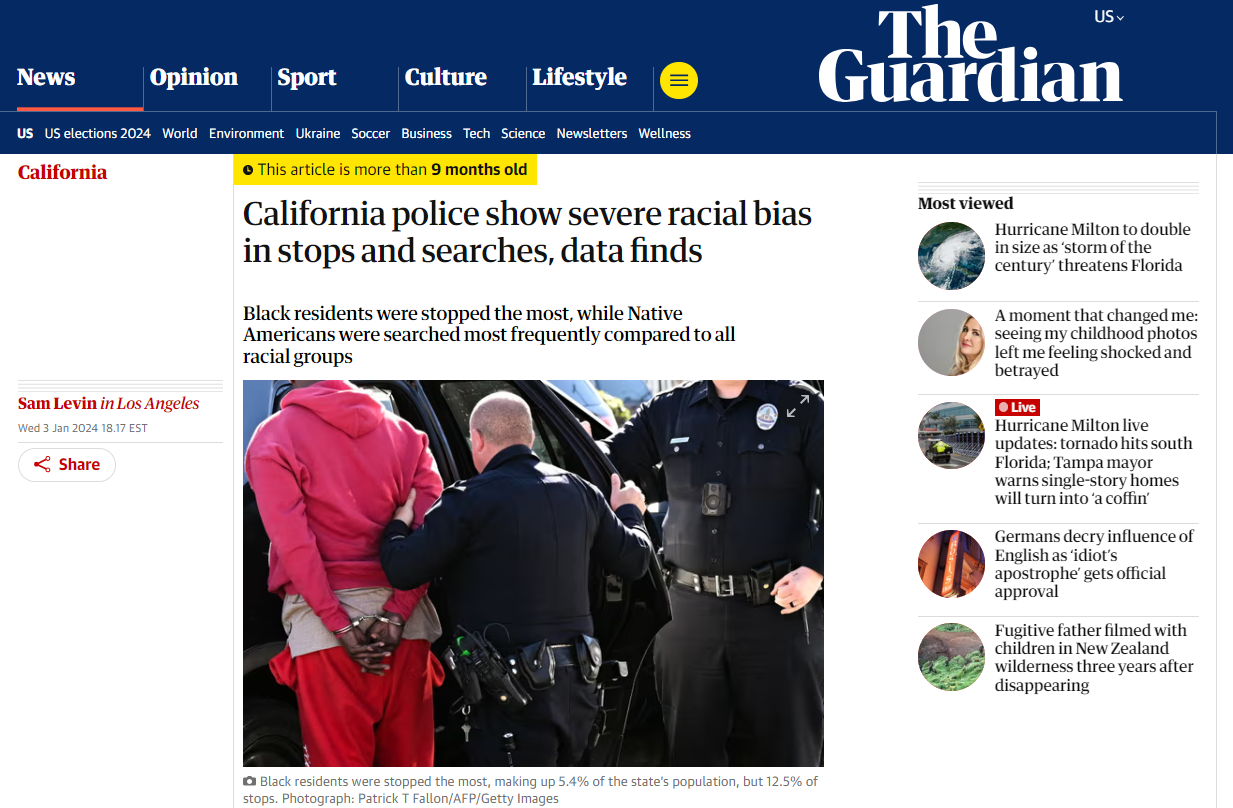 The
Guardian
US
News
Opinion
Sport
Culture
Lifestyle
US
US elections 2024
World
Environment
Ukraine
Soccer
Business
Tech
Science
Newsletters
Wellness
California
This article is more than 9 months old
California police show severe racial bias
in stops and searches, data finds
Black residents were stopped the most, while Native
Americans were searched most frequently compared to all
racial groups
Sam Levin in Los Angeles
Wed 3 Jan 2024 18.17 EST
Share
Black residents were stopped the most, making up 5.4% of the state's population, but 12.5% of
stops. Photograph: Patrick T Fallon/AFP/Getty Images
Most viewed
Hurricane Milton to double
in size as ‘storm of the
century’ threatens Florida
A moment that changed me:
seeing my childhood photos
left me feeling shocked and
betrayed
Live
Hurricane Milton live
updates: tornado hits south
Florida; Tampa mayor
warns single-story homes
will turn into ‘a coffin’
Germans decry influence of
English as ‘idiot’s
apostrophe’ gets official
approval
Fugitive father filmed with
children in New Zealand
wilderness three years after
disappearing